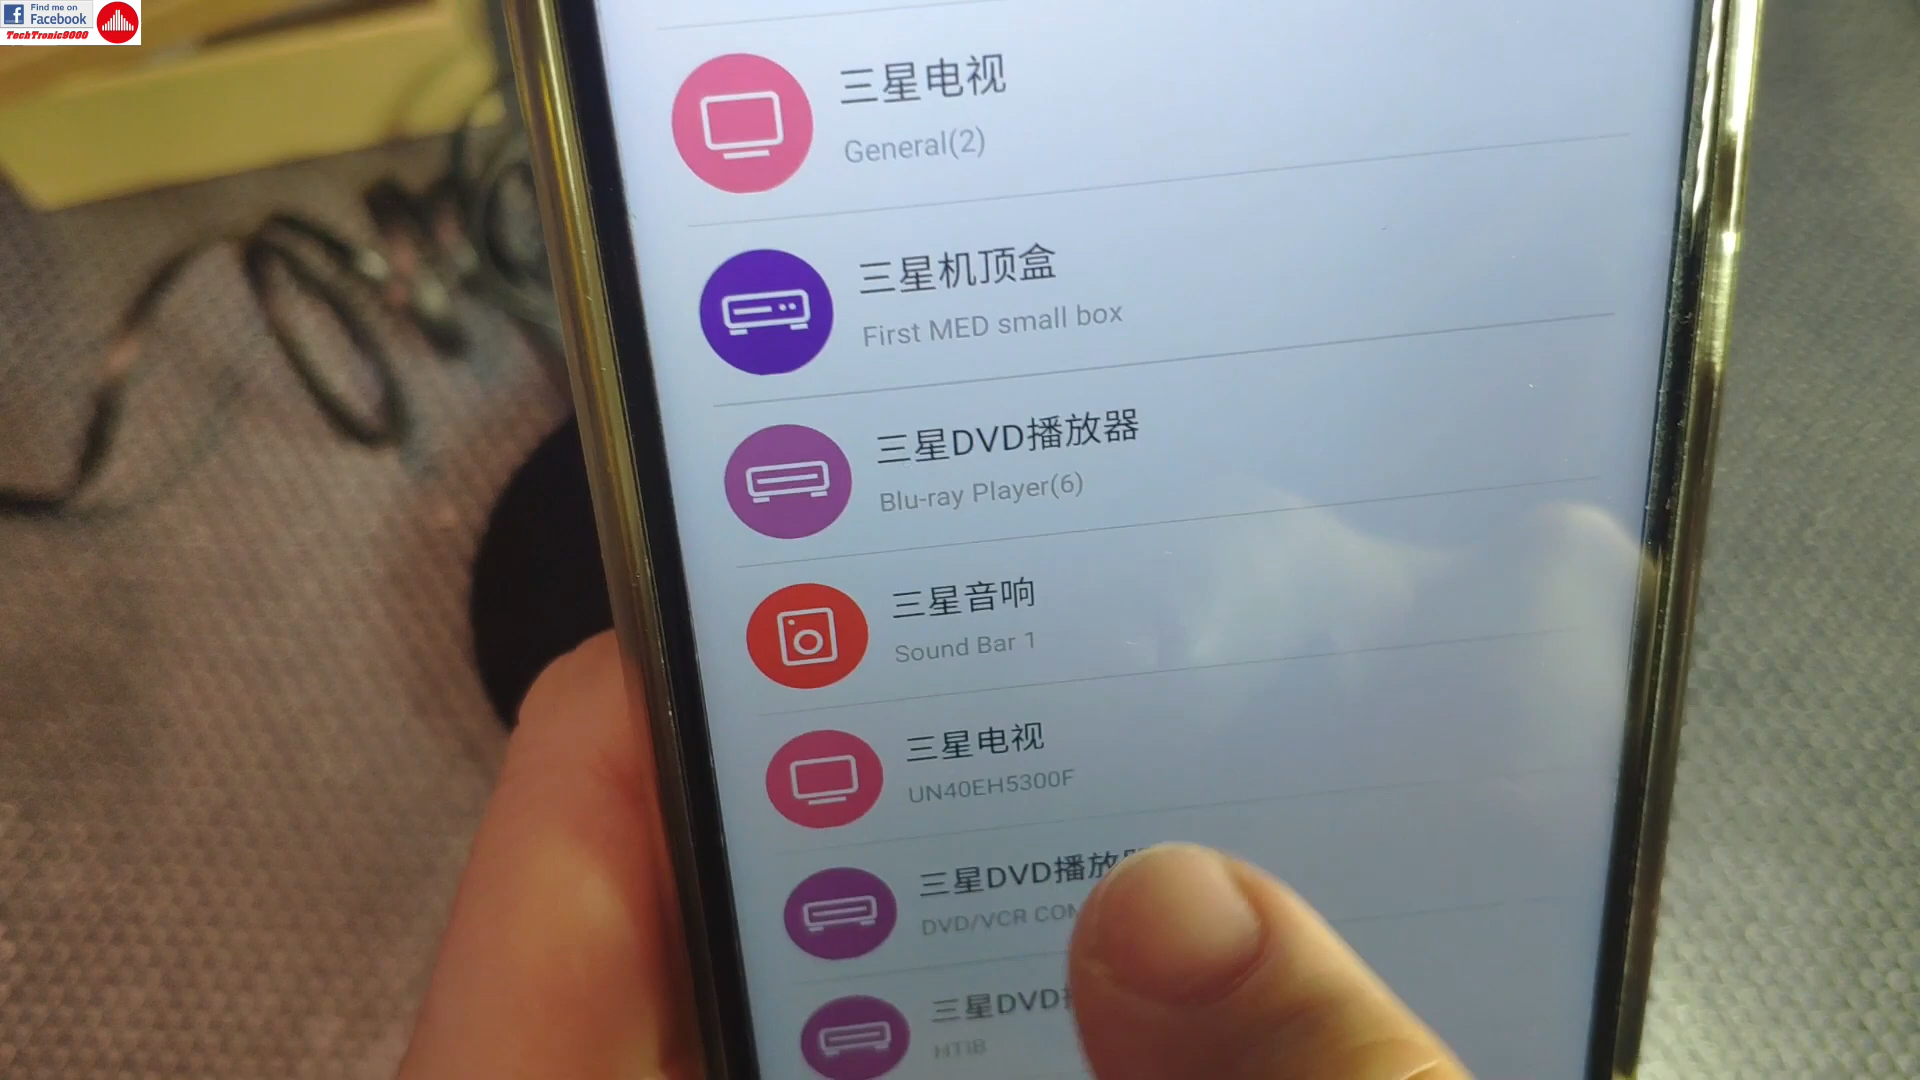 Find me on
Facebook
TechTronic9000
三星电视
General(2)
三星机顶盒
First MED small box
三星DVD播放器
Blu-ray Player(6)
三星音响
Sound Bar 1
三星电视
UN40EH5300F
三星DVD播放
DVD/VCR
三星DVD
HTIB